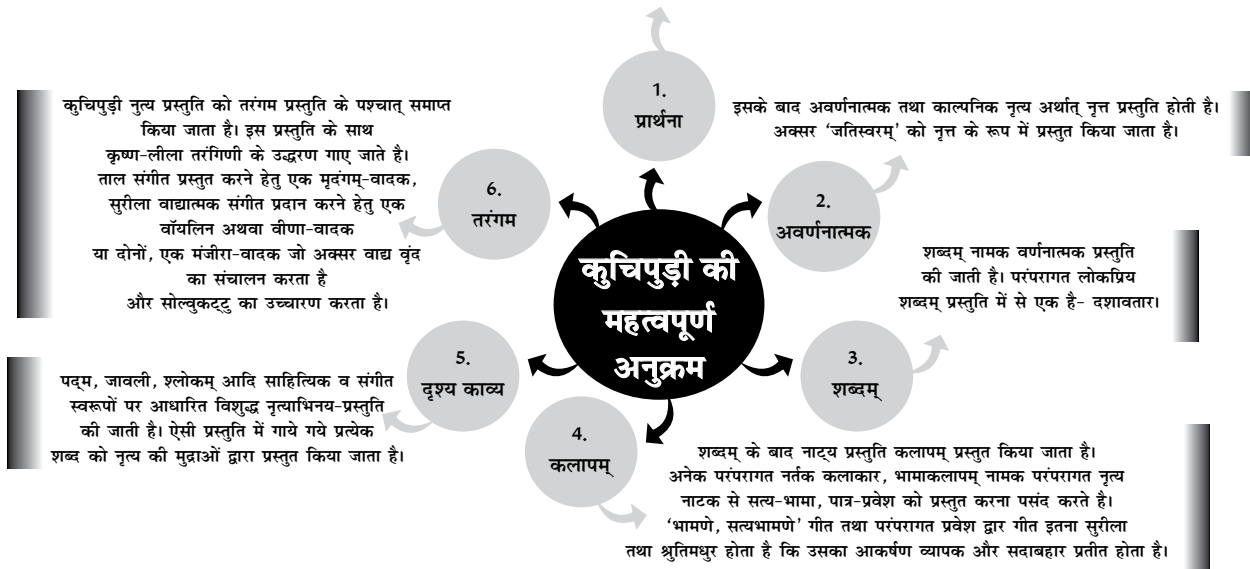 कुचिपुड़ी की
महत्वपूर्ण
अनुक्रम
1.
प्रार्थना
2.
अवर्णनात्मक
इसके बाद अवर्णनात्मक तथा काल्पनिक नृत्य अर्थात् नृत्त प्रस्तुति होती है।
अक्सर ‘जतिस्वरम्’ को नृत्त के रूप में प्रस्तुत किया जाता है।
3.
शब्दम्
शब्दम् नामक वर्णनात्मक प्रस्तुति
की जाती है। परंपरागत लोकप्रिय
शब्दम् प्रस्तुति में से एक है- दशावतार।
4.
कलापम्
शब्दम् के बाद नाट्य प्रस्तुति कलापम् प्रस्तुत किया जाता है।
अनेक परंपरागत नर्तक कलाकार, भामाकलापम् नामक परंपरागत नृत्य
नाटक से सत्य-भामा, पात्र-प्रवेश को प्रस्तुत करना पसंद करते है।
‘भामणे, सत्यभामणे’ गीत तथा परंपरागत प्रवेश द्वार गीत इतना सुरीला
तथा श्रुतिमधुर होता है कि उसका आकर्षण व्यापक और सदाबहार प्रतीत होता है।
5.
दृश्य काव्य
पद्म, जावली, श्लोकम् आदि साहित्यिक व संगीत
स्वरूपों पर आधारित विशुद्ध नृत्याभिनय-प्रस्तुति
की जाती है। ऐसी प्रस्तुति में गाये गये प्रत्येक
शब्द को नृत्य की मुद्राओं द्वारा प्रस्तुत किया जाता है।
6.
तरंगम
कुचिपुड़ी नुत्य प्रस्तुति को तरंगम प्रस्तुति के पश्चात् समाप्त
किया जाता है। इस प्रस्तुति के साथ
कृष्ण-लीला तरंगिणी के उद्धरण गाए जाते है।
ताल संगीत प्रस्तुत करने हेतु एक मृदंगम्-वादक,
सुरीला वाद्यात्मक संगीत प्रदान करने हेतु एक
वॉयलिन अथवा वीणा-वादक
या दोनों, एक मंजीरा-वादक जो अक्सर वाद्य वृंद
का संचालन करता है
और सोल्वुकट्टु का उच्चारण करता है।